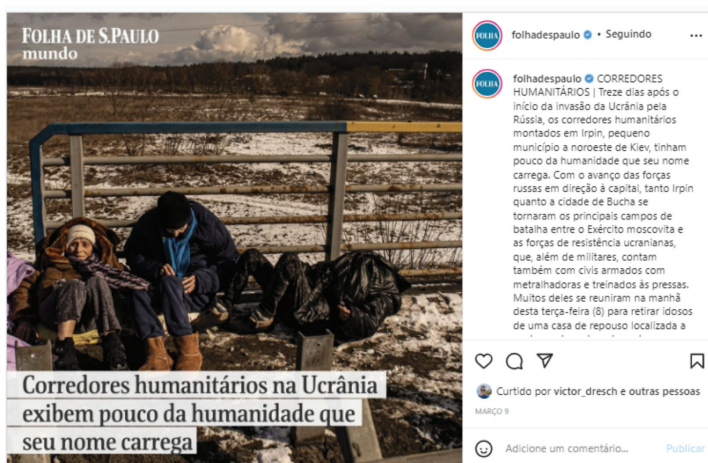 FOLHA DE S.PAULO
mundo
Corredores humanitários na Ucrânia
exibem pouco da humanidade que
seu nome carrega
FOLHA
folhadespaulo • Seguindo
FOLHA
folhadespaulo CORREDORES
HUMANITÁRIOS | Treze dias após o
início da invasão da Ucrânia pela
Rússia, os corredores humanitários
montados em Irpin, pequeno
município a noroeste de Kiev, tinham
pouco da humanidade que seu nome
carrega. Com o avanço das forças
russas em direção à capital, tanto Irpin
quanto a cidade de Bucha se
tornaram os principais campos de
batalha entre o Exército moscovita e
as forças de resistência ucranianas,
que, além de militares, contam
também com civis armados com
metralhadoras e treinados às pressas.
Muitos deles se reuniram na manhã
desta terça-feira (8) para retirar idosos
de uma casa de repouso localizada a
Curtido por victor_dresch e outras pessoas
MARÇO 9
Adicione um comentário... Publicar